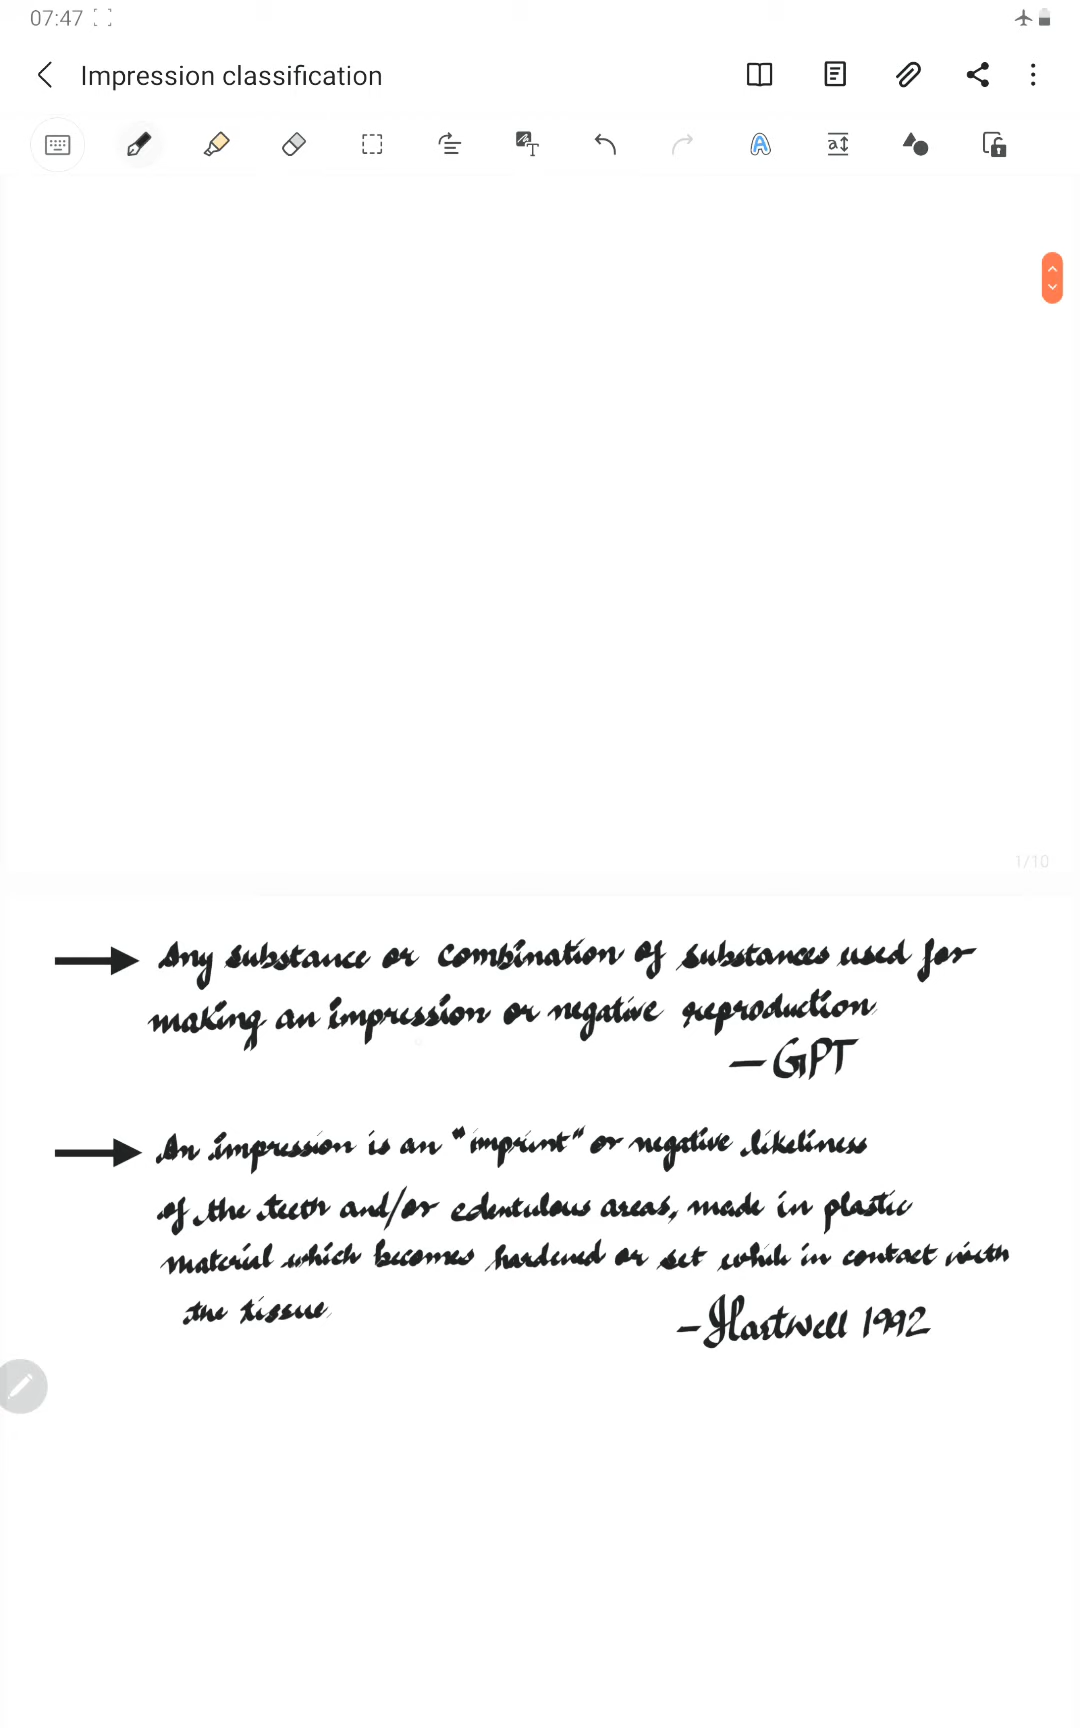 07:47
Impression classification
1/10
Any substance or combination of substances used for
making an impression or negative reproduction
— GPT
An impression is an "imprint" or negative likeliness
of the teeth and/or edentulous areas, made in plastic
material which becomes hardened or set while in contact with
the tissue
- Hartwell 1992